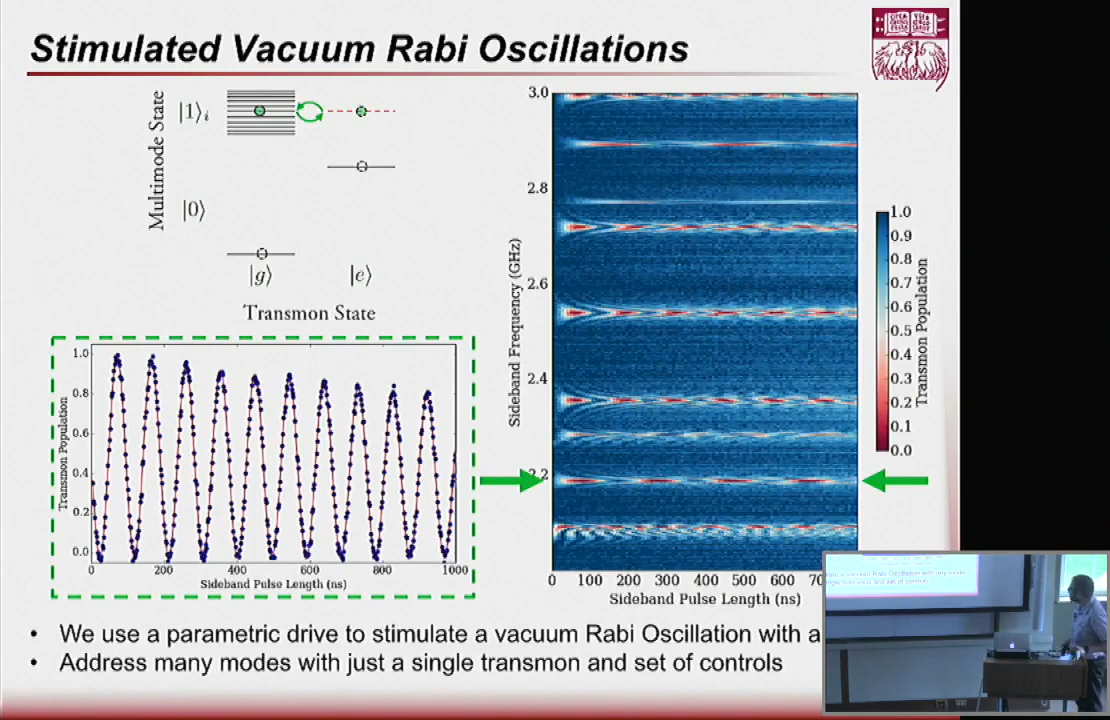 Stimulated Vacuum Rabi Oscillations
Multimode State
|1⟩i
|0⟩
|g⟩
|e⟩
Transmon State
1.0
0.8
0.6
0.4
0.2
0.0
Transmon Population
0
200
400
600
800
1000
Sideband Pulse Length (ns)
3.0
2.8
2.6
2.4
2.2
Sideband Frequency (GHz)
0
100
200
300
400
500
600
Sideband Pulse Length (ns)
1.0
0.9
0.8
0.7
0.6
0.5
0.4
0.3
0.2
0.1
0.0
Transmon Population
• We use a parametric drive to stimulate a vacuum Rabi Oscillation with a
• Address many modes with just a single transmon and set of controls